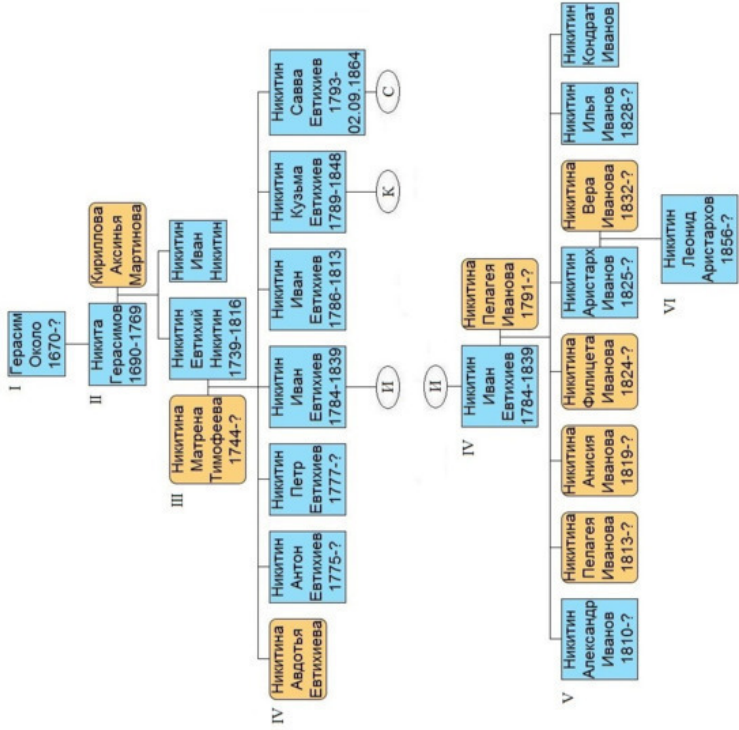 I
Герасим
Около
1670-?
II
Никита
Герасимов
1690-1769
Кириллова
Аксинья
Мартинова
III
Никитина
Матрена
Тимофеева
1744-?
Никитин
Евтихий
Никитин
1739-1816
Никитин
Иван
Никитин
IV
Никитина
Авдотья
Евтихиева
Никитин
Антон
Евтихиев
1775-?
Никитин
Петр
Евтихиев
1777-?
Никитин
Иван
Евтихиев
1784-1839
Никитин
Иван
Евтихиев
1786-1813
Никитин
Кузьма
Евтихиев
1789-1848
Никитин
Савва
Евтихиев
1793-
02.09.1864
И
К
С
И
IV
Никитин
Иван
Евтихиев
1784-1839
Никитина
Пелагея
Иванова
1791-?
V
Никитин
Александр
Иванов
1810-?
Никитина
Пелагея
Иванова
1813-?
Никитина
Анисия
Иванова
1819-?
Никитина
Филицета
Иванова
1824-?
Никитин
Аристарх
Иванов
1825-?
Никитина
Вера
Иванова
1832-?
Никитин
Илья
Иванов
1828-?
Никитин
Кондрат
Иванов
VI
Никитин
Леонид
Аристархов
1856-?